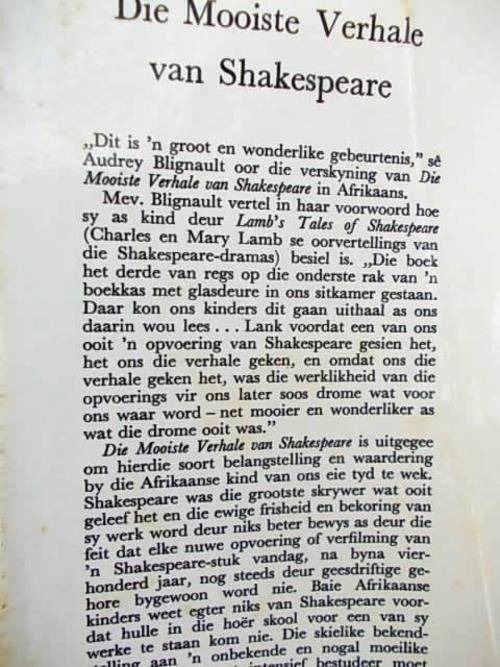 Die Mooiste Verhale
van Shakespeare
„Dit is 'n groot en wonderlike gebeurtenis,” sê
Audrey Blignault oor die verskyning van Die
Mooiste Verhale van Shakespeare in Afrikaans.
Mev. Blignault vertel in haar voorwoord hoe
sy as kind deur Lamb's Tales of Shakespeare
(Charles en Mary Lamb se oorvertellings van
die Shakespeare-dramas) besiel is. „Die boek
het derde van regs op die onderste rak van 'n
boekkas met glasdeure in ons sitkamer gestaan.
Daar kon ons kinders dit gaan uithaal as ons
daarin wou lees . . . Lank voordat een van ons
ooit 'n opvoering van Shakespeare gesien het,
het ons die verhale geken, en omdat ons die
verhale geken het, was die werklikheid van die
opvoerings vir ons later soos drome wat voor
ons waar word – net mooier en wonderliker as
wat die drome ooit was.”
Die Mooiste Verhale van Shakespeare is uitgegee
om hierdie soort belangstelling en waardering
by die Afrikaanse kind van ons eie tyd te wek.
Shakespeare was die grootste skrywer wat ooit
geleef het en die ewige frisheid en bekoring van
sy werk word deur niks beter bewys as deur die
feit dat elke nuwe opvoering of verfilming van
'n Shakespeare-stuk vandag, na byna vier-
honderd jaar, nog steeds deur geesdriftige ge-
hore bygewoon word nie. Baie Afrikaanse
kinders weet egter niks van Shakespeare voor-
dat hulle in die hoër skool voor een van sy
werke te staan kom nie. Die skielike bekend-
stelling aan 'n onbekende en nogal moeilike
intensief bestudeer moet